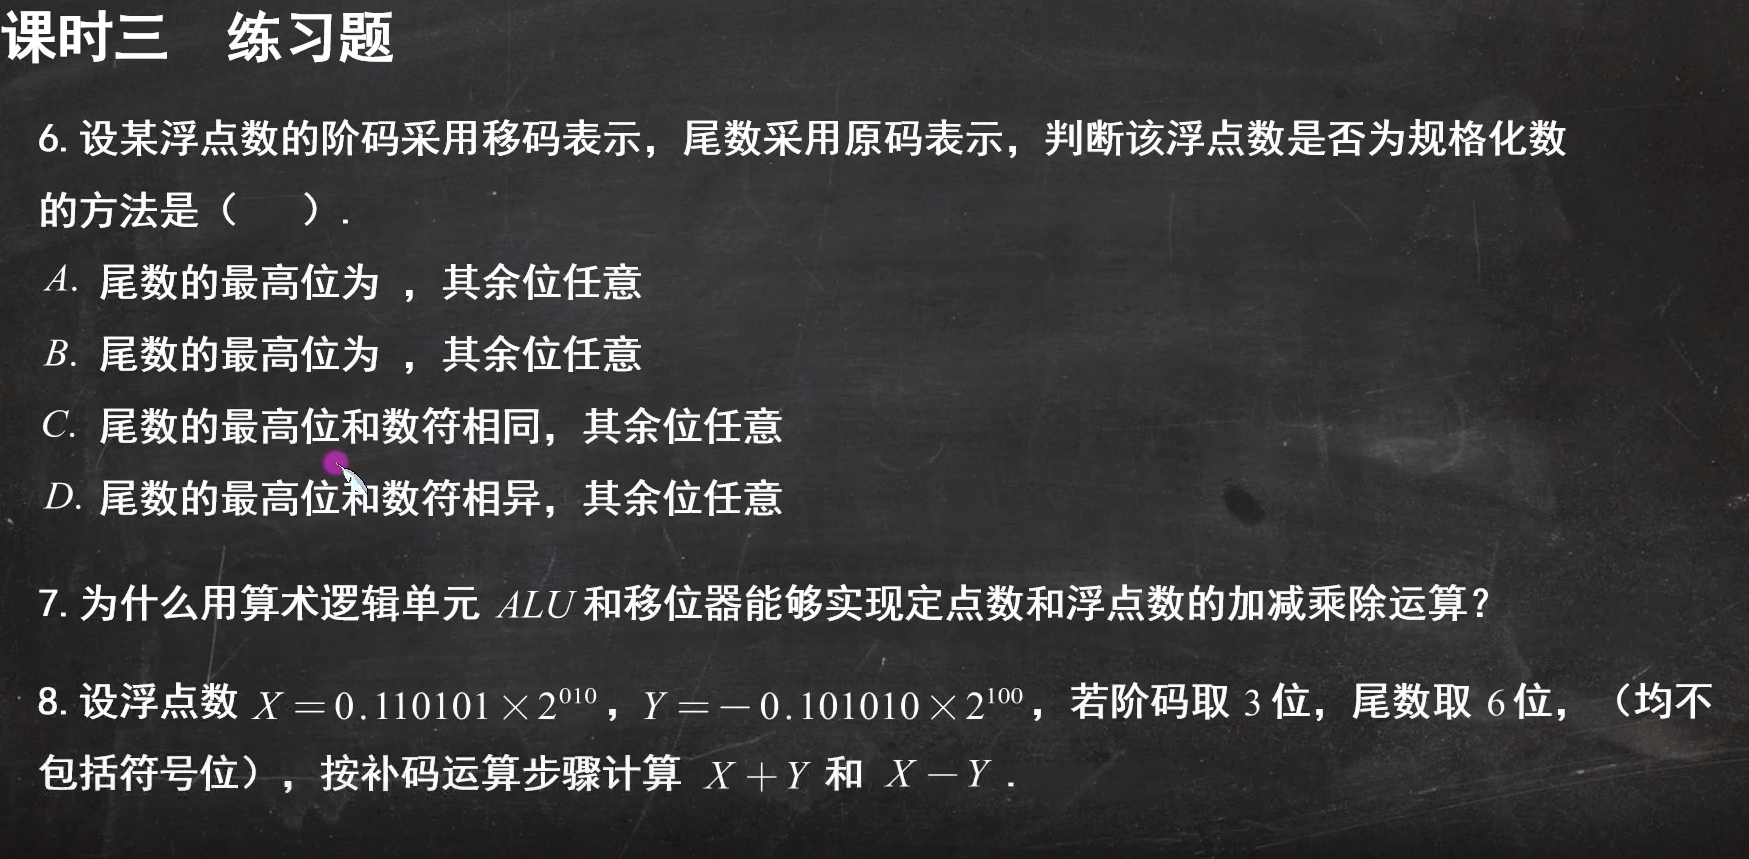 课时三 练习题
6. 设某浮点数的阶码采用移码表示，尾数采用原码表示，判断该浮点数是否为规格化数
的方法是（ ）.
A. 尾数的最高位为 ，其余位任意
B. 尾数的最高位为 ，其余位任意
C. 尾数的最高位和数符相同，其余位任意
D. 尾数的最高位和数符相异，其余位任意
7. 为什么用算术逻辑单元 ALU 和移位器能够实现定点数和浮点数的加减乘除运算？
8. 设浮点数 X = 0.110101 × 2^010，Y = − 0.101010 × 2^100，若阶码取 3 位，尾数取 6 位，（均不
包括符号位），按补码运算步骤计算 X + Y 和 X − Y .